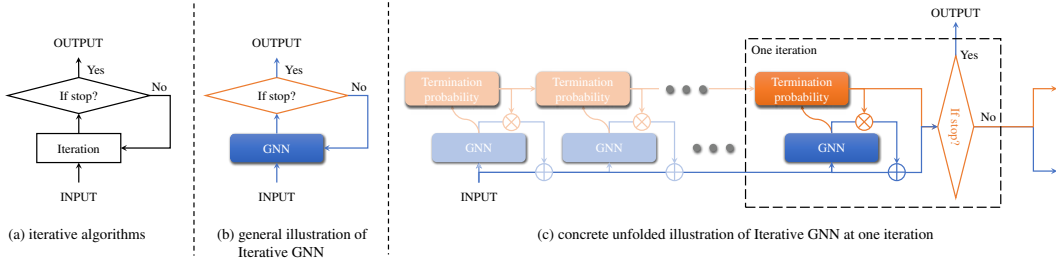 OUTPUT
Yes
If stop?
No
Iteration
INPUT
(a) iterative algorithms
OUTPUT
Yes
If stop?
No
GNN
INPUT
(b) general illustration of
Iterative GNN
Termination
probability
GNN
INPUT
Termination
probability
GNN
One iteration
Termination
probability
GNN
OUTPUT
Yes
If stop?
No
(c) concrete unfolded illustration of Iterative GNN at one iteration